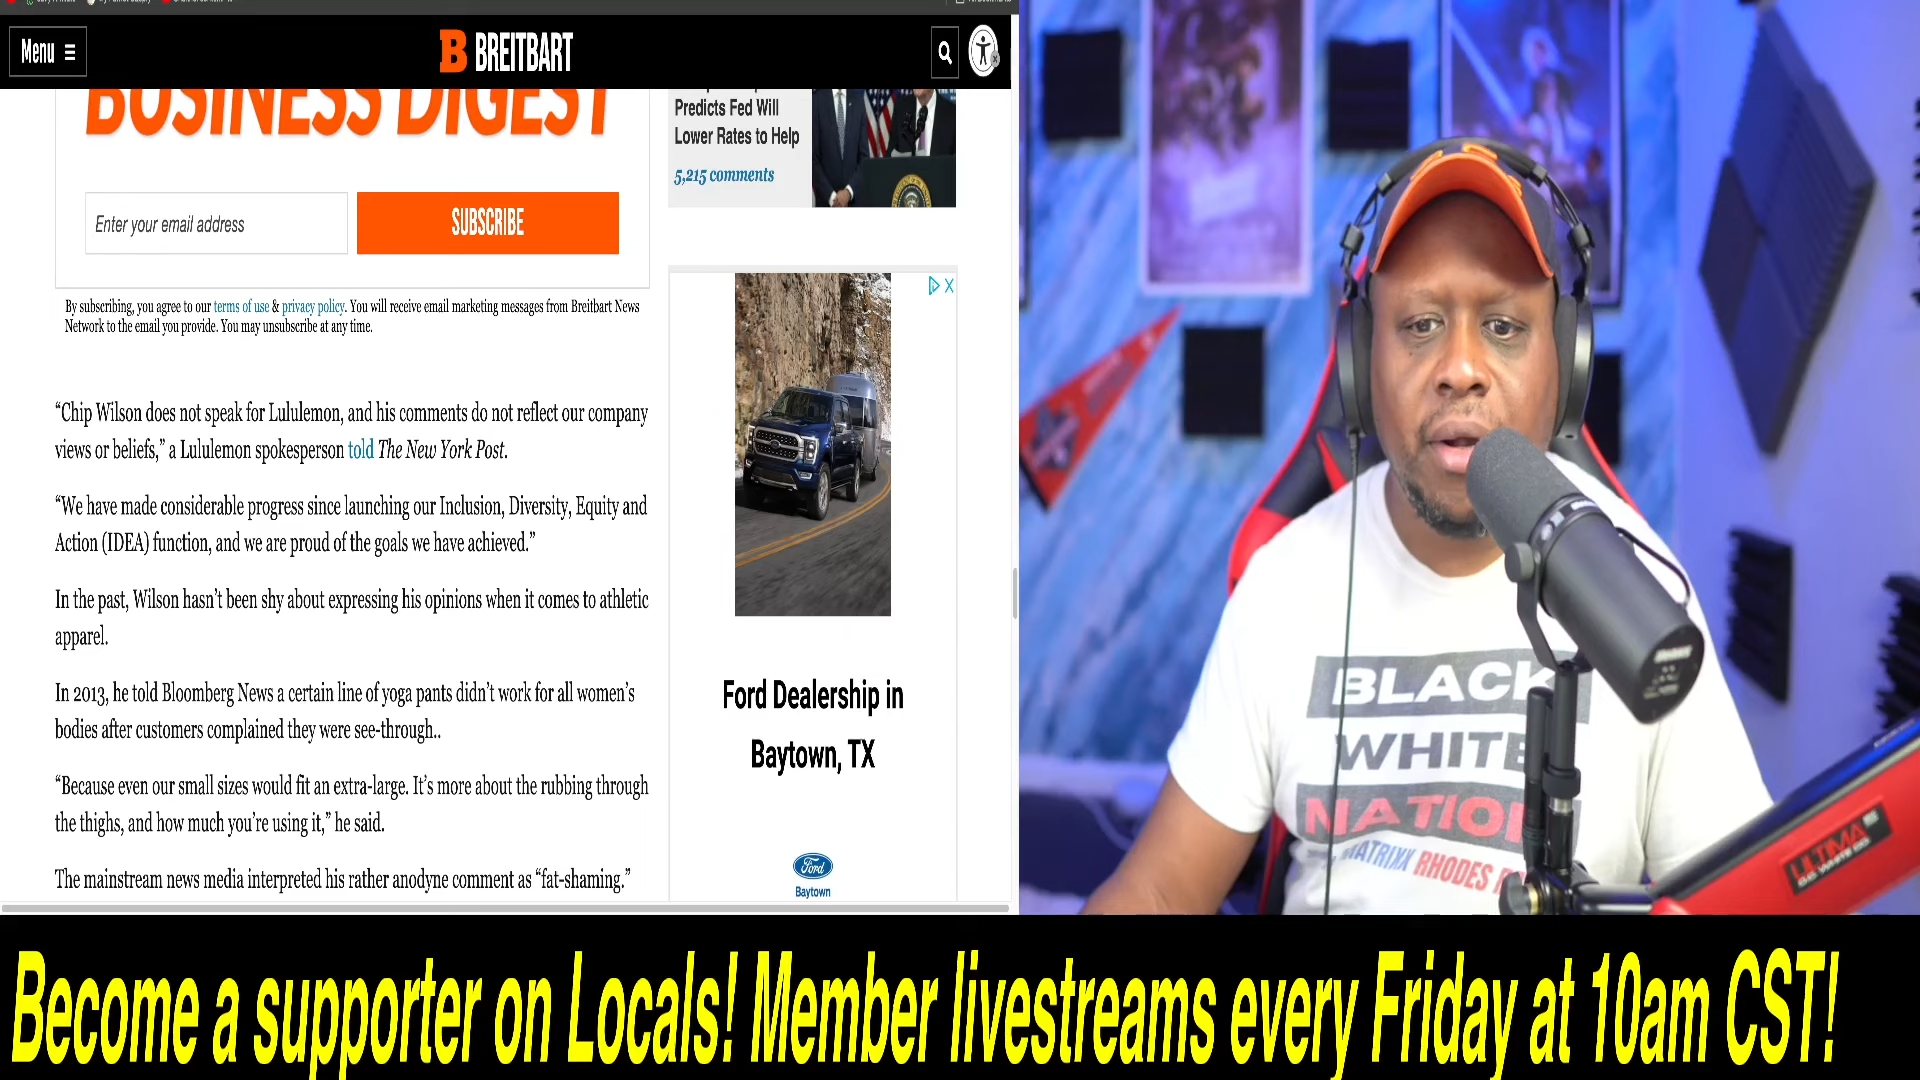 Menu
BREITBART
BUSINESS DIGEST
Enter your email address
SUBSCRIBE
By subscribing, you agree to our terms of use & privacy policy. You will receive email marketing messages from Breitbart News
Network to the email you provide. You may unsubscribe at any time.
“Chip Wilson does not speak for Lululemon, and his comments do not reflect our company
views or beliefs,” a Lululemon spokesperson told The New York Post.
“We have made considerable progress since launching our Inclusion, Diversity, Equity and
Action (IDEA) function, and we are proud of the goals we have achieved.”
In the past, Wilson hasn’t been shy about expressing his opinions when it comes to athletic
apparel.
In 2013, he told Bloomberg News a certain line of yoga pants didn’t work for all women’s
bodies after customers complained they were see-through..
“Because even our small sizes would fit an extra-large. It’s more about the rubbing through
the thighs, and how much you’re using it,” he said.
The mainstream news media interpreted his rather anodyne comment as “fat-shaming.”
Predicts Fed Will
Lower Rates to Help
5,215 comments
Ford Dealership in
Baytown, TX
Ford
Baytown
BLACK
WHITE
NATION
MATRIXX RHODES
ULTIMA
Become a supporter on Locals! Member livestreams every Friday at 10am CST!